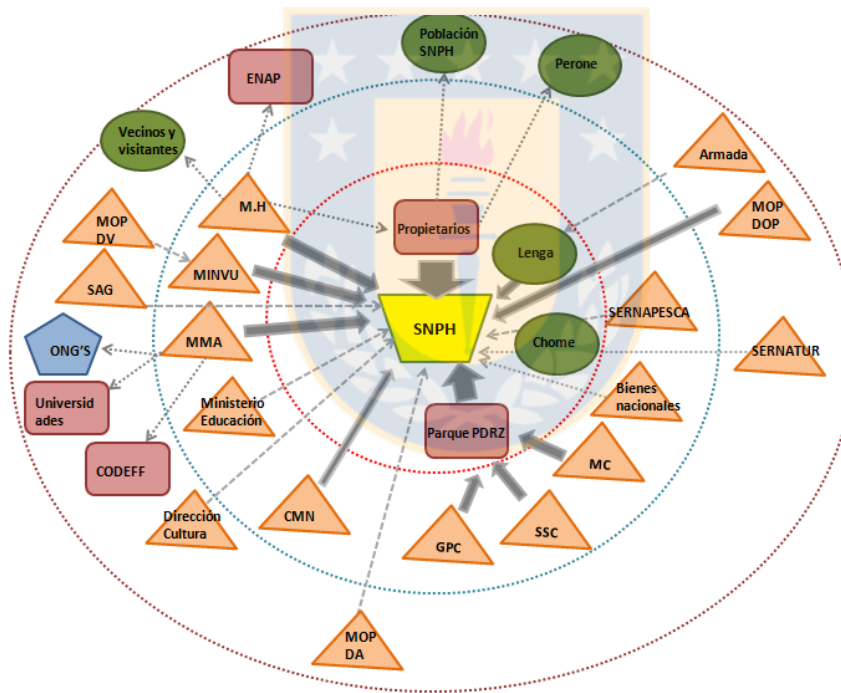 Población
SNPH
Perone
ENAP
Vecinos y
visitantes
Armada
M.H
MOP
DOP
MOP
DV
Propietarios
Lenga
MINVU
SAG
SNPH
SERNAPESCA
MMA
Chome
ONG'S
SERNATUR
Ministerio
Educación
Bienes
nacionales
Universid
ades
Parque PDRZ
MC
CODEFF
Dirección
Cultura
CMN
SSC
GPC
MOP
DA